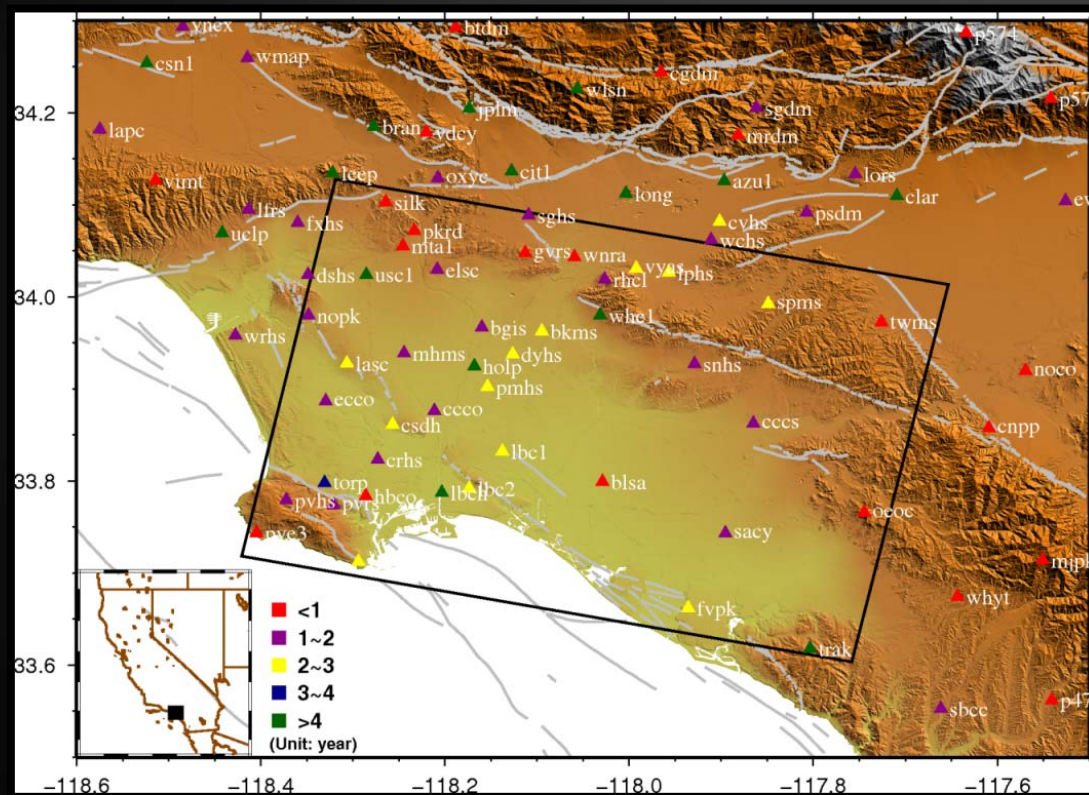 vnex
btdm
p574
csn1
wmap
cgdm
wlsn
sgdm
34.2
jplm
lapc
bran
vdcy
mrdm
vimt
leep
oxyc
cit1
long
azu1
lors
clar
lfrs
fxhs
silk
sghs
cvhs
psdm
uclp
pkrd
mta1
gvrs
wnra
wchs
34.0
dshs
usc1
elsc
rhcl
vyas
lphs
spms
wrhs
nopk
bgis
bkms
whc1
twms
lasc
mhms
holp
dyhs
snhs
noco
pmhs
ecco
csdh
ccco
cccs
cnpp
crhs
lbc1
33.8
torp
hbco
lbch
lbc2
blsa
pvhs
pvrs
oeoc
pve3
sacy
whyt
fvpk
33.6
trak
sbcc
<1
1~2
2~3
3~4
>4
(Unit: year)
−118.6
−118.4
−118.2
−118.0
−117.8
−117.6